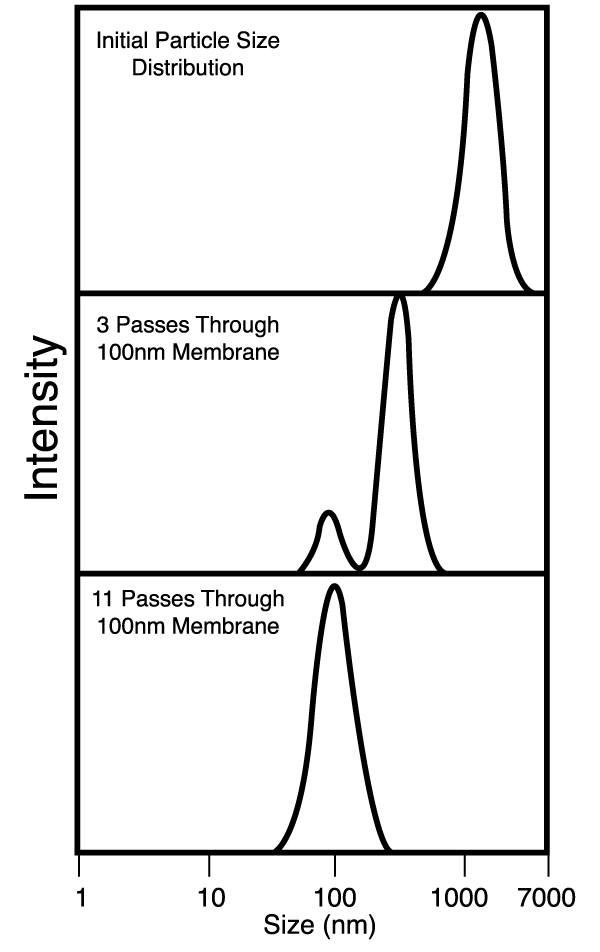 Initial Particle Size
Distribution
Intensity
3 Passes Through
100nm Membrane
11 Passes Through
100nm Membrane
1 10 100 1000 7000
Size (nm)